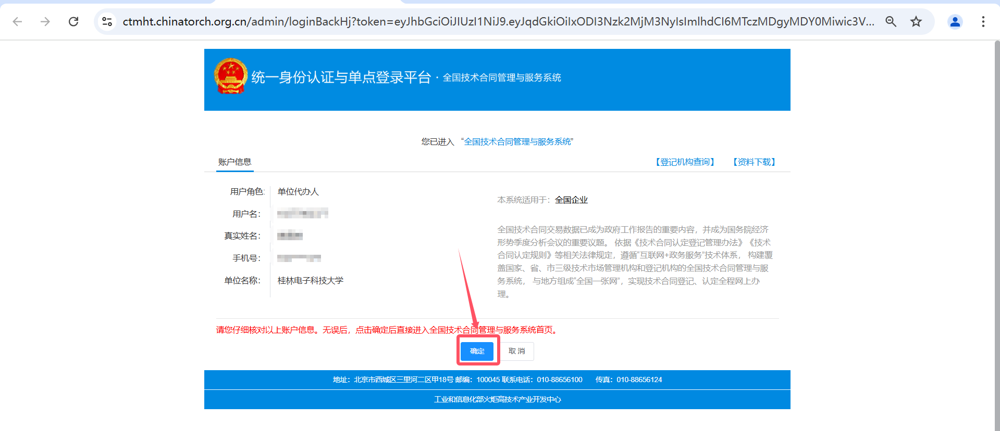 ctmht.chinatorch.org.cn/admin/loginBackHj?token=eyJhbGciOiJIUzI1NiJ9.eyJqdGkiOiIxODI3Nzk2MjM3NyIsImlhdCI6MTczMDgyMDY0Miwic3V...
统一身份认证与单点登录平台 · 全国技术合同管理与服务系统
您已进入 “全国技术合同管理与服务系统”
账户信息
【登记机构查询】 【资料下载】
用户角色: 单位代办人
用户名：
真实姓名：
手机号：
单位名称： 桂林电子科技大学
本系统适用于：全国企业
全国技术合同交易数据已成为政府工作报告的重要内容，并成为国务院经济
形势季度分析会议的重要议题。 依据《技术合同认定登记管理办法》《技术
合同认定规则》等相关法律规定，遵循“互联网+政务服务”技术体系， 构建覆
盖国家、省、市三级技术市场管理机构和登记机构的全国技术合同管理与服
务系统， 与地方组成“全国一张网”，实现技术合同登记、认定全程网上办
理。
请您仔细核对以上账户信息。无误后，点击确定后直接进入全国技术合同管理与服务系统首页。
确定 取 消
地址：北京市西城区三里河二区甲18号 邮编：100045 联系电话：010-88656100 传真：010-88656124
工业和信息化部火炬高技术产业开发中心